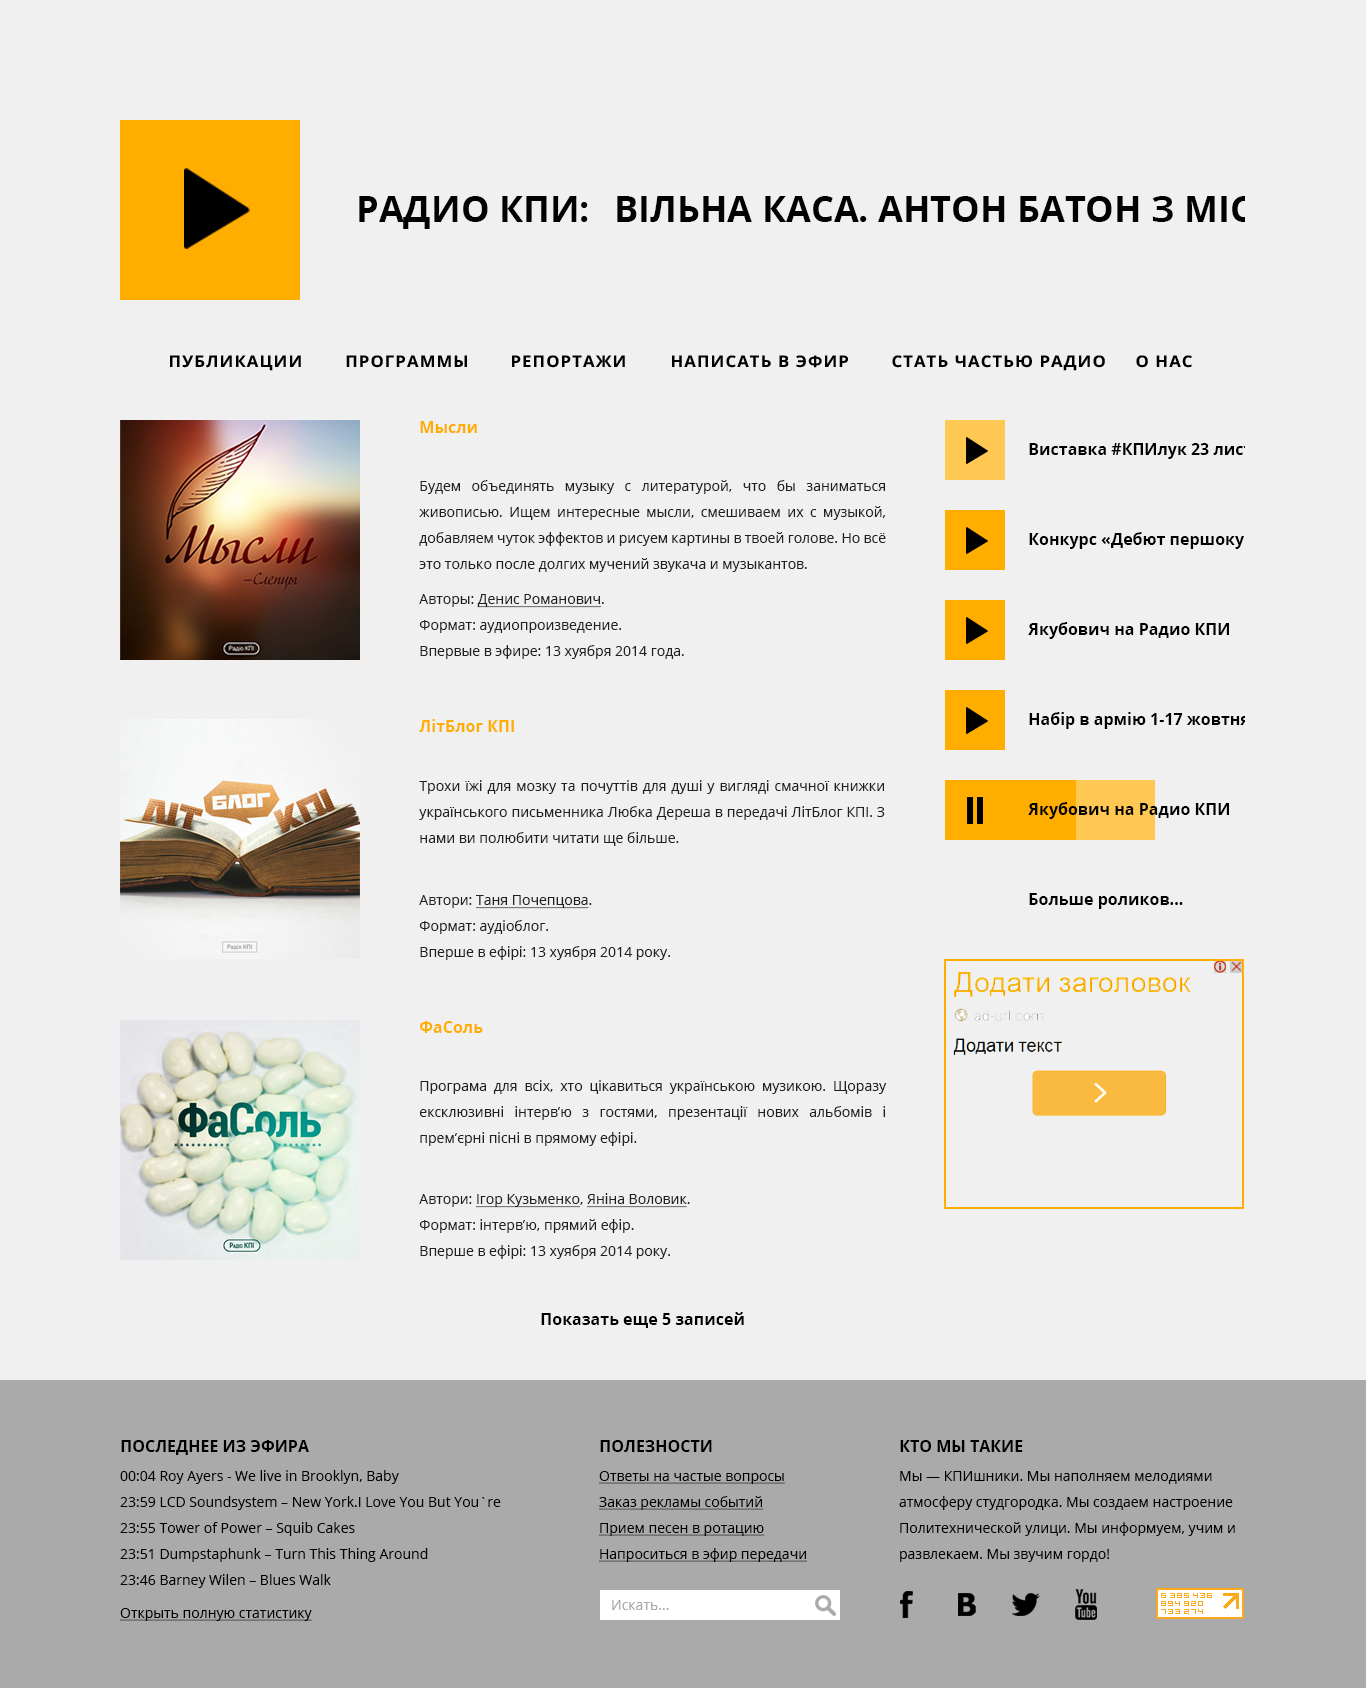 РАДИО КПИ: ВІЛЬНА КАСА. АНТОН БАТОН З МІС
ПУБЛИКАЦИИ ПРОГРАММЫ РЕПОРТАЖИ НАПИСАТЬ В ЭФИР СТАТЬ ЧАСТЬЮ РАДИО О НАС
Мысли
—Слепцы
Радіо КПІ
Мысли
Будем объединять музыку с литературой, что бы заниматься
живописью. Ищем интересные мысли, смешиваем их с музыкой,
добавляем чуток эффектов и рисуем картины в твоей голове. Но всё
это только после долгих мучений звукача и музыкантов.
Авторы: Денис Романович.
Формат: аудиопроизведение.
Впервые в эфире: 13 хуября 2014 года.
ЛІТ БЛОГ КПІ
Радіо КПІ
ЛітБлог КПІ
Трохи їжі для мозку та почуттів для душі у вигляді смачної книжки
українського письменника Любка Дереша в передачі ЛітБлог КПІ. З
нами ви полюбити читати ще більше.
Автори: Таня Почепцова.
Формат: аудіоблог.
Вперше в ефірі: 13 хуября 2014 року.
ФаСоль
Радіо КПІ
ФаСоль
Програма для всіх, хто цікавиться українською музикою. Щоразу
ексклюзивні інтерв’ю з гостями, презентації нових альбомів і
прем’єрні пісні в прямому ефірі.
Автори: Ігор Кузьменко, Яніна Воловик.
Формат: інтерв’ю, прямий ефір.
Вперше в ефірі: 13 хуября 2014 року.
Показать еще 5 записей
Виставка #КПИлук 23 лист
Конкурс «Дебют першоку
Якубович на Радио КПИ
Набір в армію 1-17 жовтня
Якубович на Радио КПИ
Больше роликов...
Додати заголовок
ad-url.com
Додати текст
ПОСЛЕДНЕЕ ИЗ ЭФИРА
00:04 Roy Ayers - We live in Brooklyn, Baby
23:59 LCD Soundsystem – New York.I Love You But You`re
23:55 Tower of Power – Squib Cakes
23:51 Dumpstaphunk – Turn This Thing Around
23:46 Barney Wilen – Blues Walk
Открыть полную статистику
ПОЛЕЗНОСТИ
Ответы на частые вопросы
Заказ рекламы событий
Прием песен в ротацию
Напроситься в эфир передачи
Искать...
КТО МЫ ТАКИЕ
Мы — КПИшники. Мы наполняем мелодиями
атмосферу студгородка. Мы создаем настроение
Политехнической улици. Мы информуем, учим и
развлекаем. Мы звучим гордо!
f B You
Tube
5 395 436
994 920
733 274